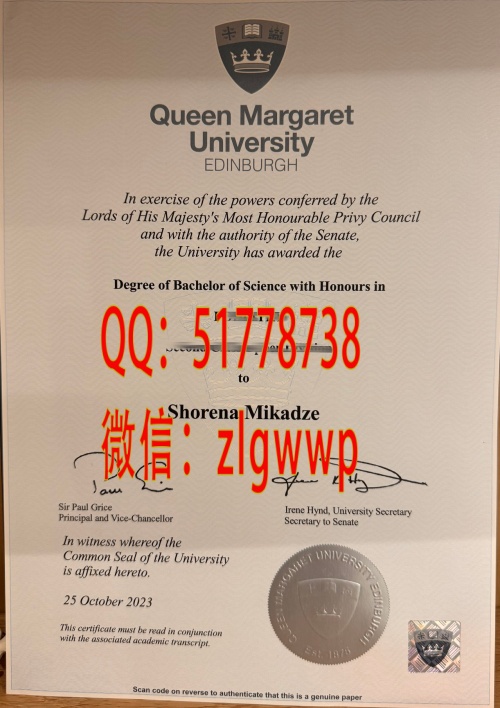 Queen Margaret
University
EDINBURGH
In exercise of the powers conferred by the
Lords of His Majesty's Most Honourable Privy Council
and with the authority of the Senate,
the University has awarded the
Degree of Bachelor of Science with Honours in
QQ: 51778738
to
Shorena Mikadze
微信: zlgwwp
Sir Paul Grice
Principal and Vice-Chancellor
Irene Hynd, University Secretary
Secretary to Senate
In witness whereof the
Common Seal of the University
is affixed hereto.
25 October 2023
This certificate must be read in conjunction
with the associated academic transcript.
QUEEN MARGARET UNIVERSITY EDINBURGH
Est. 1875
Scan code on reverse to authenticate that this is a genuine paper